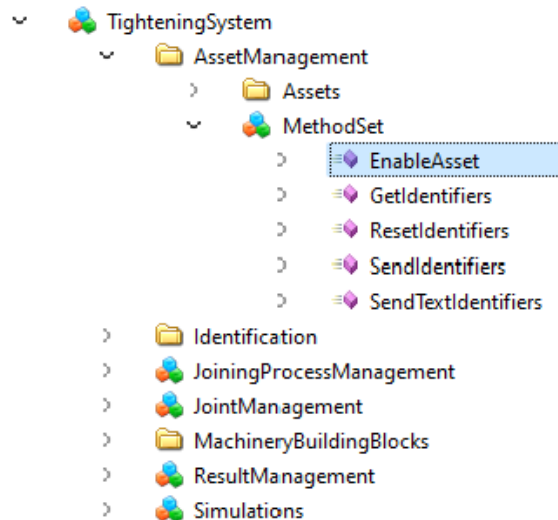 TighteningSystem
AssetManagement
Assets
MethodSet
EnableAsset
GetIdentifiers
ResetIdentifiers
SendIdentifiers
SendTextIdentifiers
Identification
JoiningProcessManagement
JointManagement
MachineryBuildingBlocks
ResultManagement
Simulations